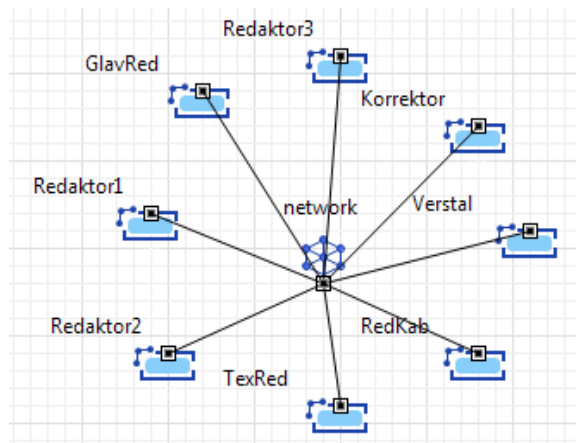 Redaktor3
GlavRed
Korrektor
Redaktor1
network
Verstal
Redaktor2
RedKab
TexRed